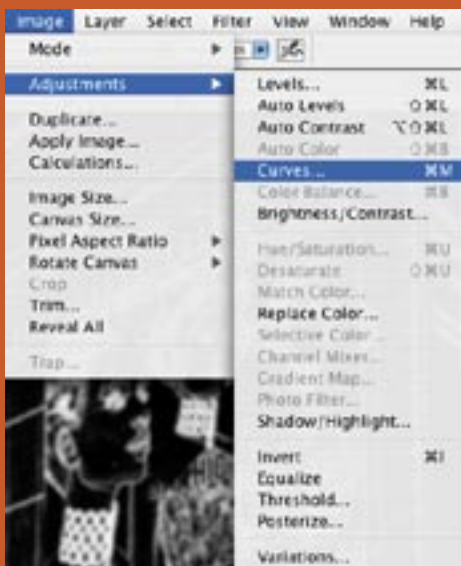 Image Layer Select Filter View Window Help
Mode
Adjustments
Duplicate...
Apply Image...
Calculations...
Image Size...
Canvas Size...
Pixel Aspect Ratio
Rotate Canvas
Crop
Trim...
Reveal All
Trap...
Levels... ⌘L
Auto Levels ⇧⌘L
Auto Contrast ⌥⇧⌘L
Auto Color ⇧⌘B
Curves... ⌘M
Color Balance... ⌘B
Brightness/Contrast...
Hue/Saturation... ⌘U
Desaturate ⇧⌘U
Match Color...
Replace Color...
Selective Color...
Channel Mixer...
Gradient Map...
Photo Filter...
Shadow/Highlight...
Invert ⌘I
Equalize
Threshold...
Posterize...
Variations...